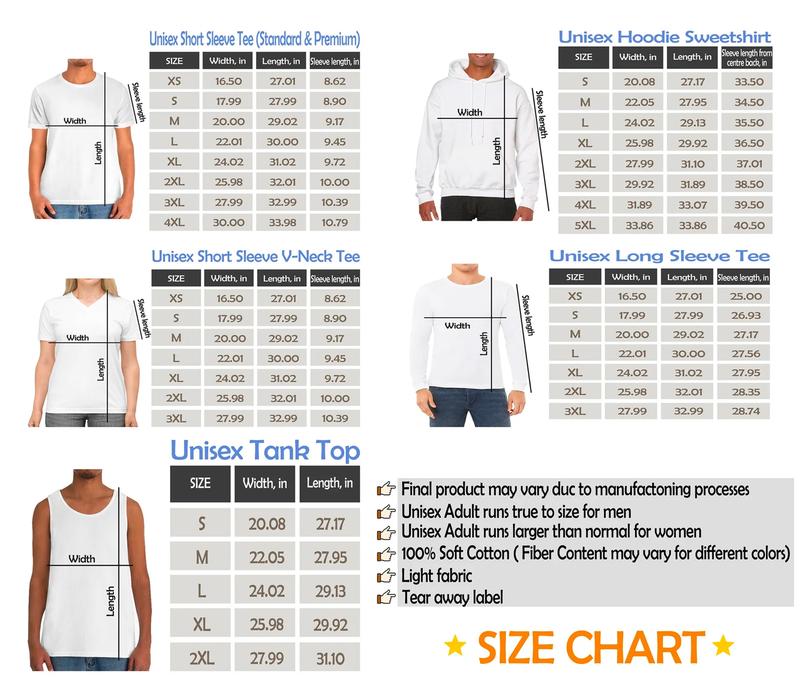 Unisex Short Sleeve Tee (Standard & Premium)
SIZE Width, in Length, in Sleeve length, in
XS 16.50 27.01 8.62
S 17.99 27.99 8.90
M 20.00 29.02 9.17
L 22.01 30.00 9.45
XL 24.02 31.02 9.72
2XL 25.98 32.01 10.00
3XL 27.99 32.99 10.39
4XL 30.00 33.98 10.79
Width
Length
Sleeve length
Unisex Hoodie Sweetshirt
SIZE Width, in Length, in Sleeve length from centre back, in
S 20.08 27.17 33.50
M 22.05 27.95 34.50
L 24.02 29.13 35.50
XL 25.98 29.92 36.50
2XL 27.99 31.10 37.01
3XL 29.92 31.89 38.50
4XL 31.89 33.07 39.50
5XL 33.86 33.86 40.50
Width
Length
Sleeve length
Unisex Short Sleeve V-Neck Tee
SIZE Width, in Length, in Sleeve length, in
XS 16.50 27.01 8.62
S 17.99 27.99 8.90
M 20.00 29.02 9.17
L 22.01 30.00 9.45
XL 24.02 31.02 9.72
2XL 25.98 32.01 10.00
3XL 27.99 32.99 10.39
Width
Length
Sleeve length
Unisex Long Sleeve Tee
SIZE Width, in Length, in Sleeve length, in
XS 16.50 27.01 25.00
S 17.99 27.99 26.93
M 20.00 29.02 27.17
L 22.01 30.00 27.56
XL 24.02 31.02 27.95
2XL 25.98 32.01 28.35
3XL 27.99 32.99 28.74
Width
Length
Sleeve length
Unisex Tank Top
SIZE Width, in Length, in
S 20.08 27.17
M 22.05 27.95
L 24.02 29.13
XL 25.98 29.92
2XL 27.99 31.10
Width
Length
Final product may vary duc to manufactoning processes
Unisex Adult runs true to size for men
Unisex Adult runs larger than normal for women
100% Soft Cotton ( Fiber Content may vary for different colors)
Light fabric
Tear away label
SIZE CHART